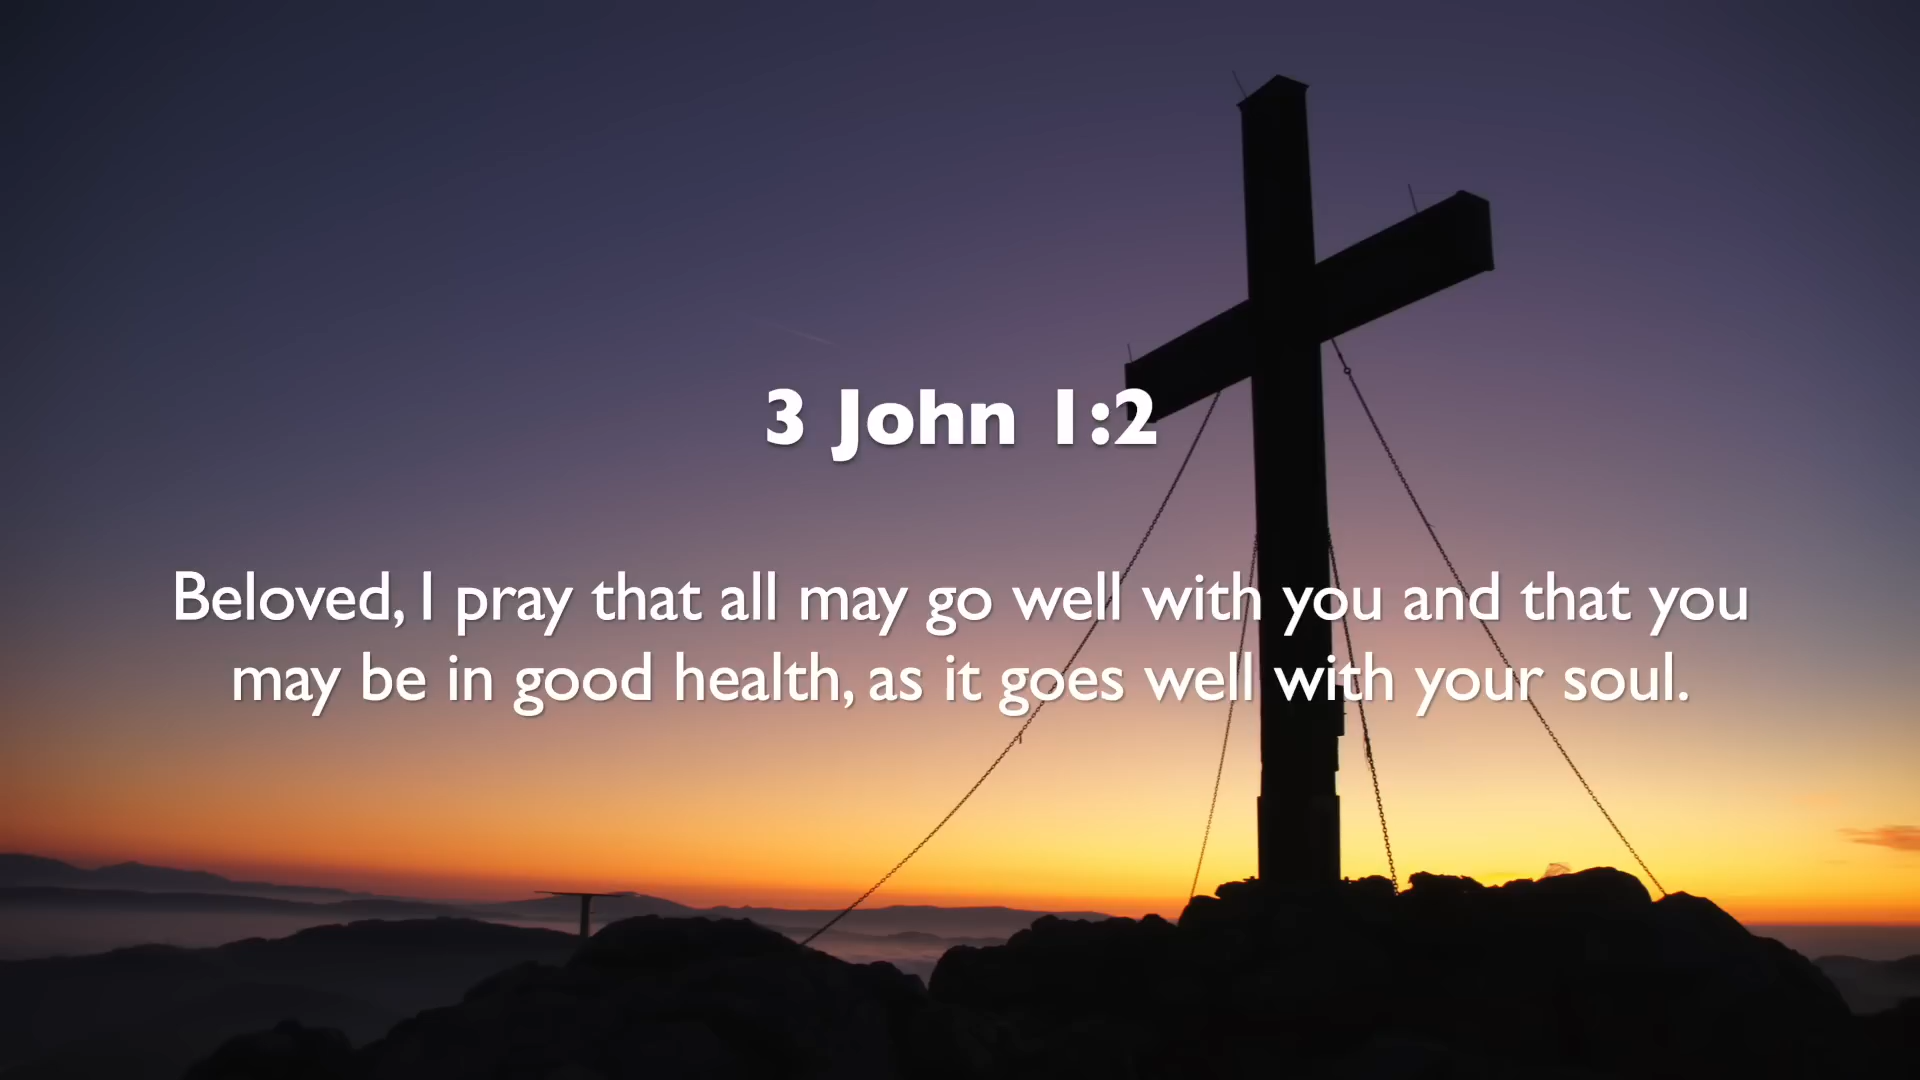 3 John 1:2
Beloved, I pray that all may go well with you and that you
may be in good health, as it goes well with your soul.